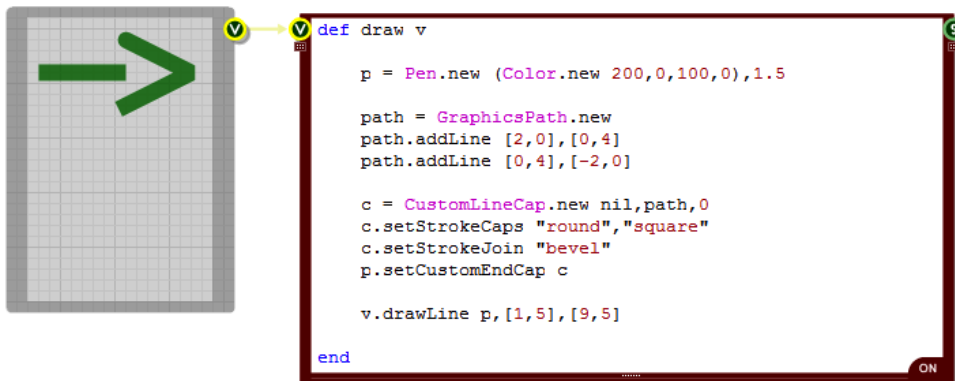 V
V
S
def draw v
p = Pen.new (Color.new 200,0,100,0),1.5
path = GraphicsPath.new
path.addLine [2,0],[0,4]
path.addLine [0,4],[-2,0]
c = CustomLineCap.new nil,path,0
c.setStrokeCaps "round","square"
c.setStrokeJoin "bevel"
p.setCustomEndCap c
v.drawLine p,[1,5],[9,5]
end
ON